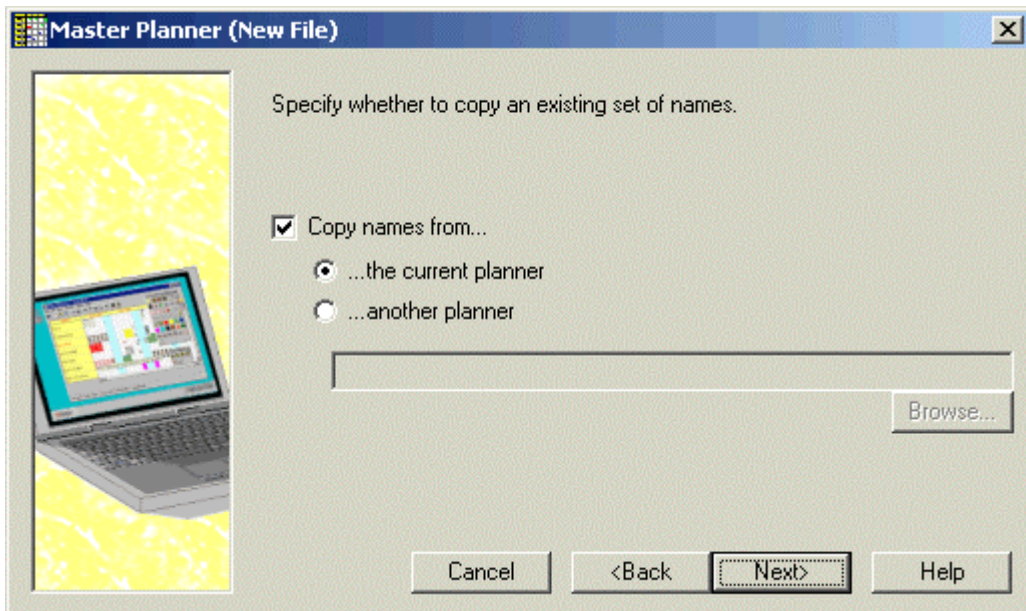 Master Planner (New File)
Specify whether to copy an existing set of names.
Copy names from...
...the current planner
...another planner
Browse...
Cancel
<Back
Next>
Help